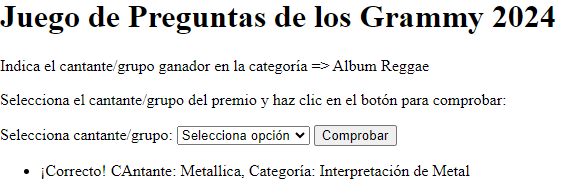 Juego de Preguntas de los Grammy 2024
Indica el cantante/grupo ganador en la categoría => Album Reggae
Selecciona el cantante/grupo del premio y haz clic en el botón para comprobar:
Selecciona cantante/grupo: Selecciona opción Comprobar
• ¡Correcto! CAntante: Metallica, Categoría: Interpretación de Metal